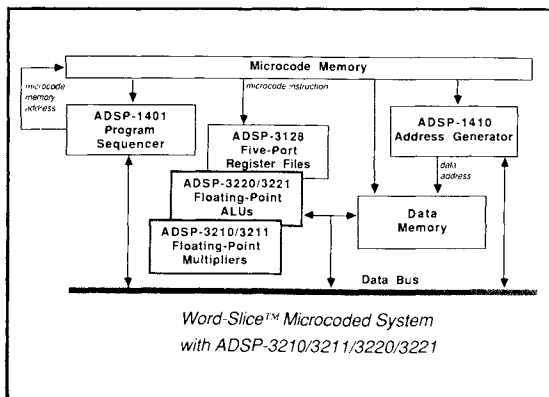 Microcode Memory
microcode
memory
address
microcode instruction
ADSP-1401
Program
Sequencer
ADSP-3128
Five-Port
Register Files
ADSP-1410
Address Generator
ADSP-3220/3221
Floating-Point
ALUs
data
address
ADSP-3210/3211
Floating-Point
Multipliers
Data
Memory
Data Bus
Word-Slice™ Microcoded System
with ADSP-3210/3211/3220/3221